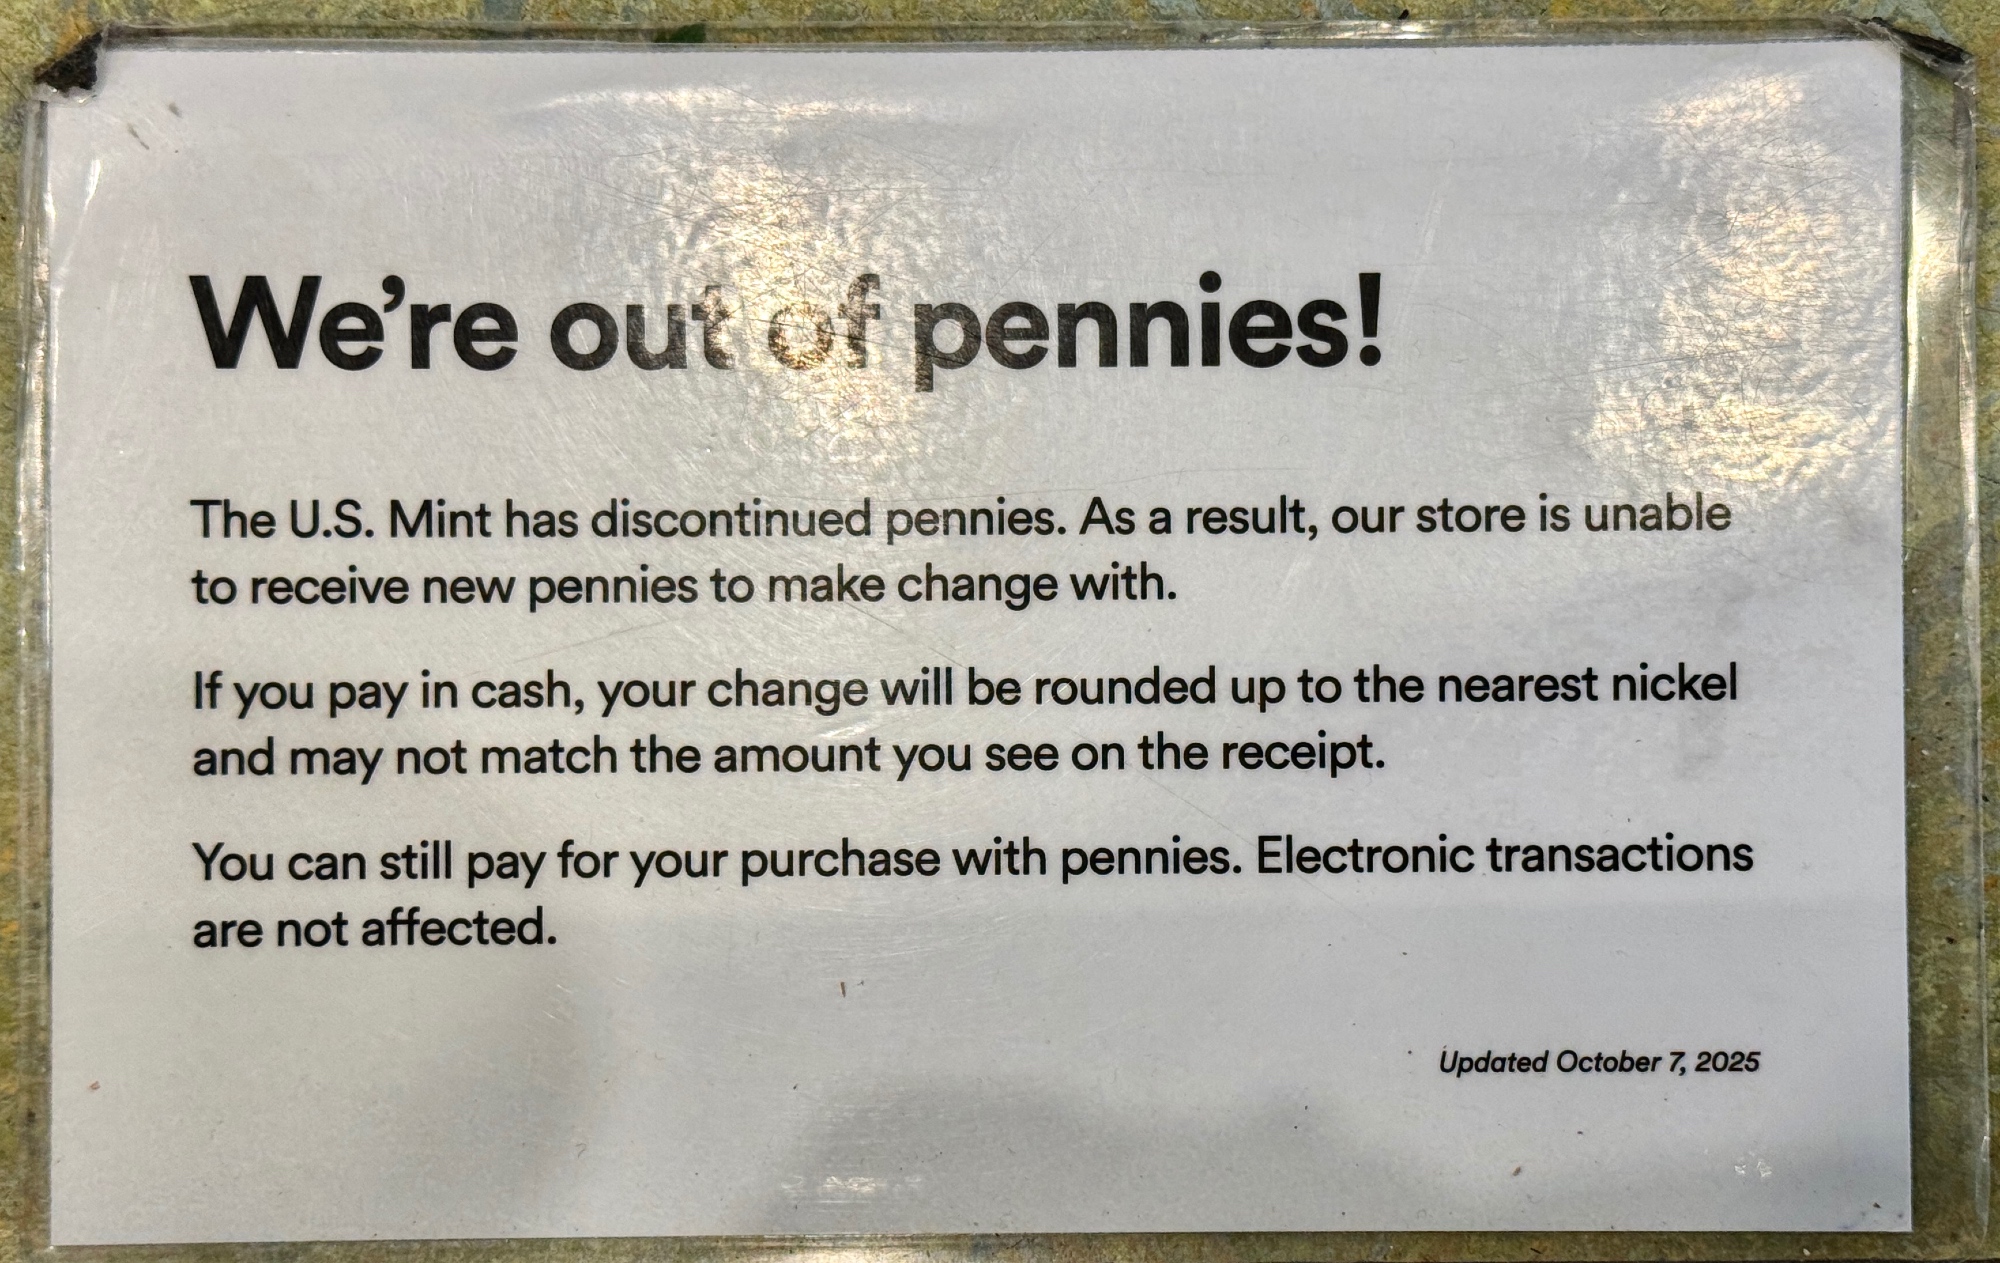 We’re out of pennies!
The U.S. Mint has discontinued pennies. As a result, our store is unable
to receive new pennies to make change with.
If you pay in cash, your change will be rounded up to the nearest nickel
and may not match the amount you see on the receipt.
You can still pay for your purchase with pennies. Electronic transactions
are not affected.
Updated October 7, 2025